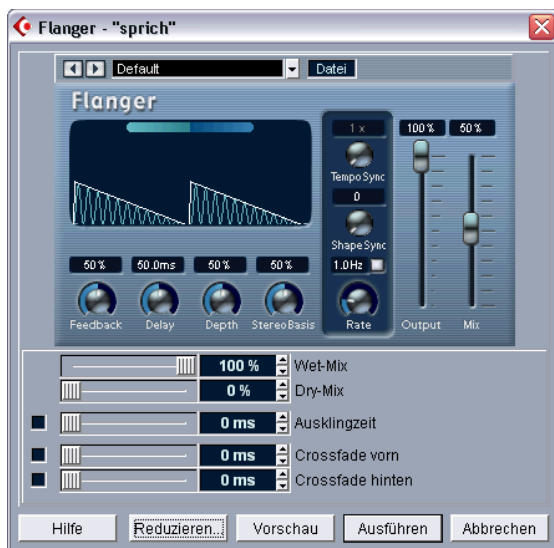 Flanger - "sprich"
Default Datei
Flanger
1 x 100 % 50 %
Tempo Sync
0
Shape Sync
50 % 50.0ms 50 % 50 % 1.0Hz
Feedback Delay Depth Stereo Basis Rate Output Mix
100 % Wet-Mix
0 % Dry-Mix
0 ms Ausklingzeit
0 ms Crossfade vorn
0 ms Crossfade hinten
Hilfe Reduzieren... Vorschau Ausführen Abbrechen